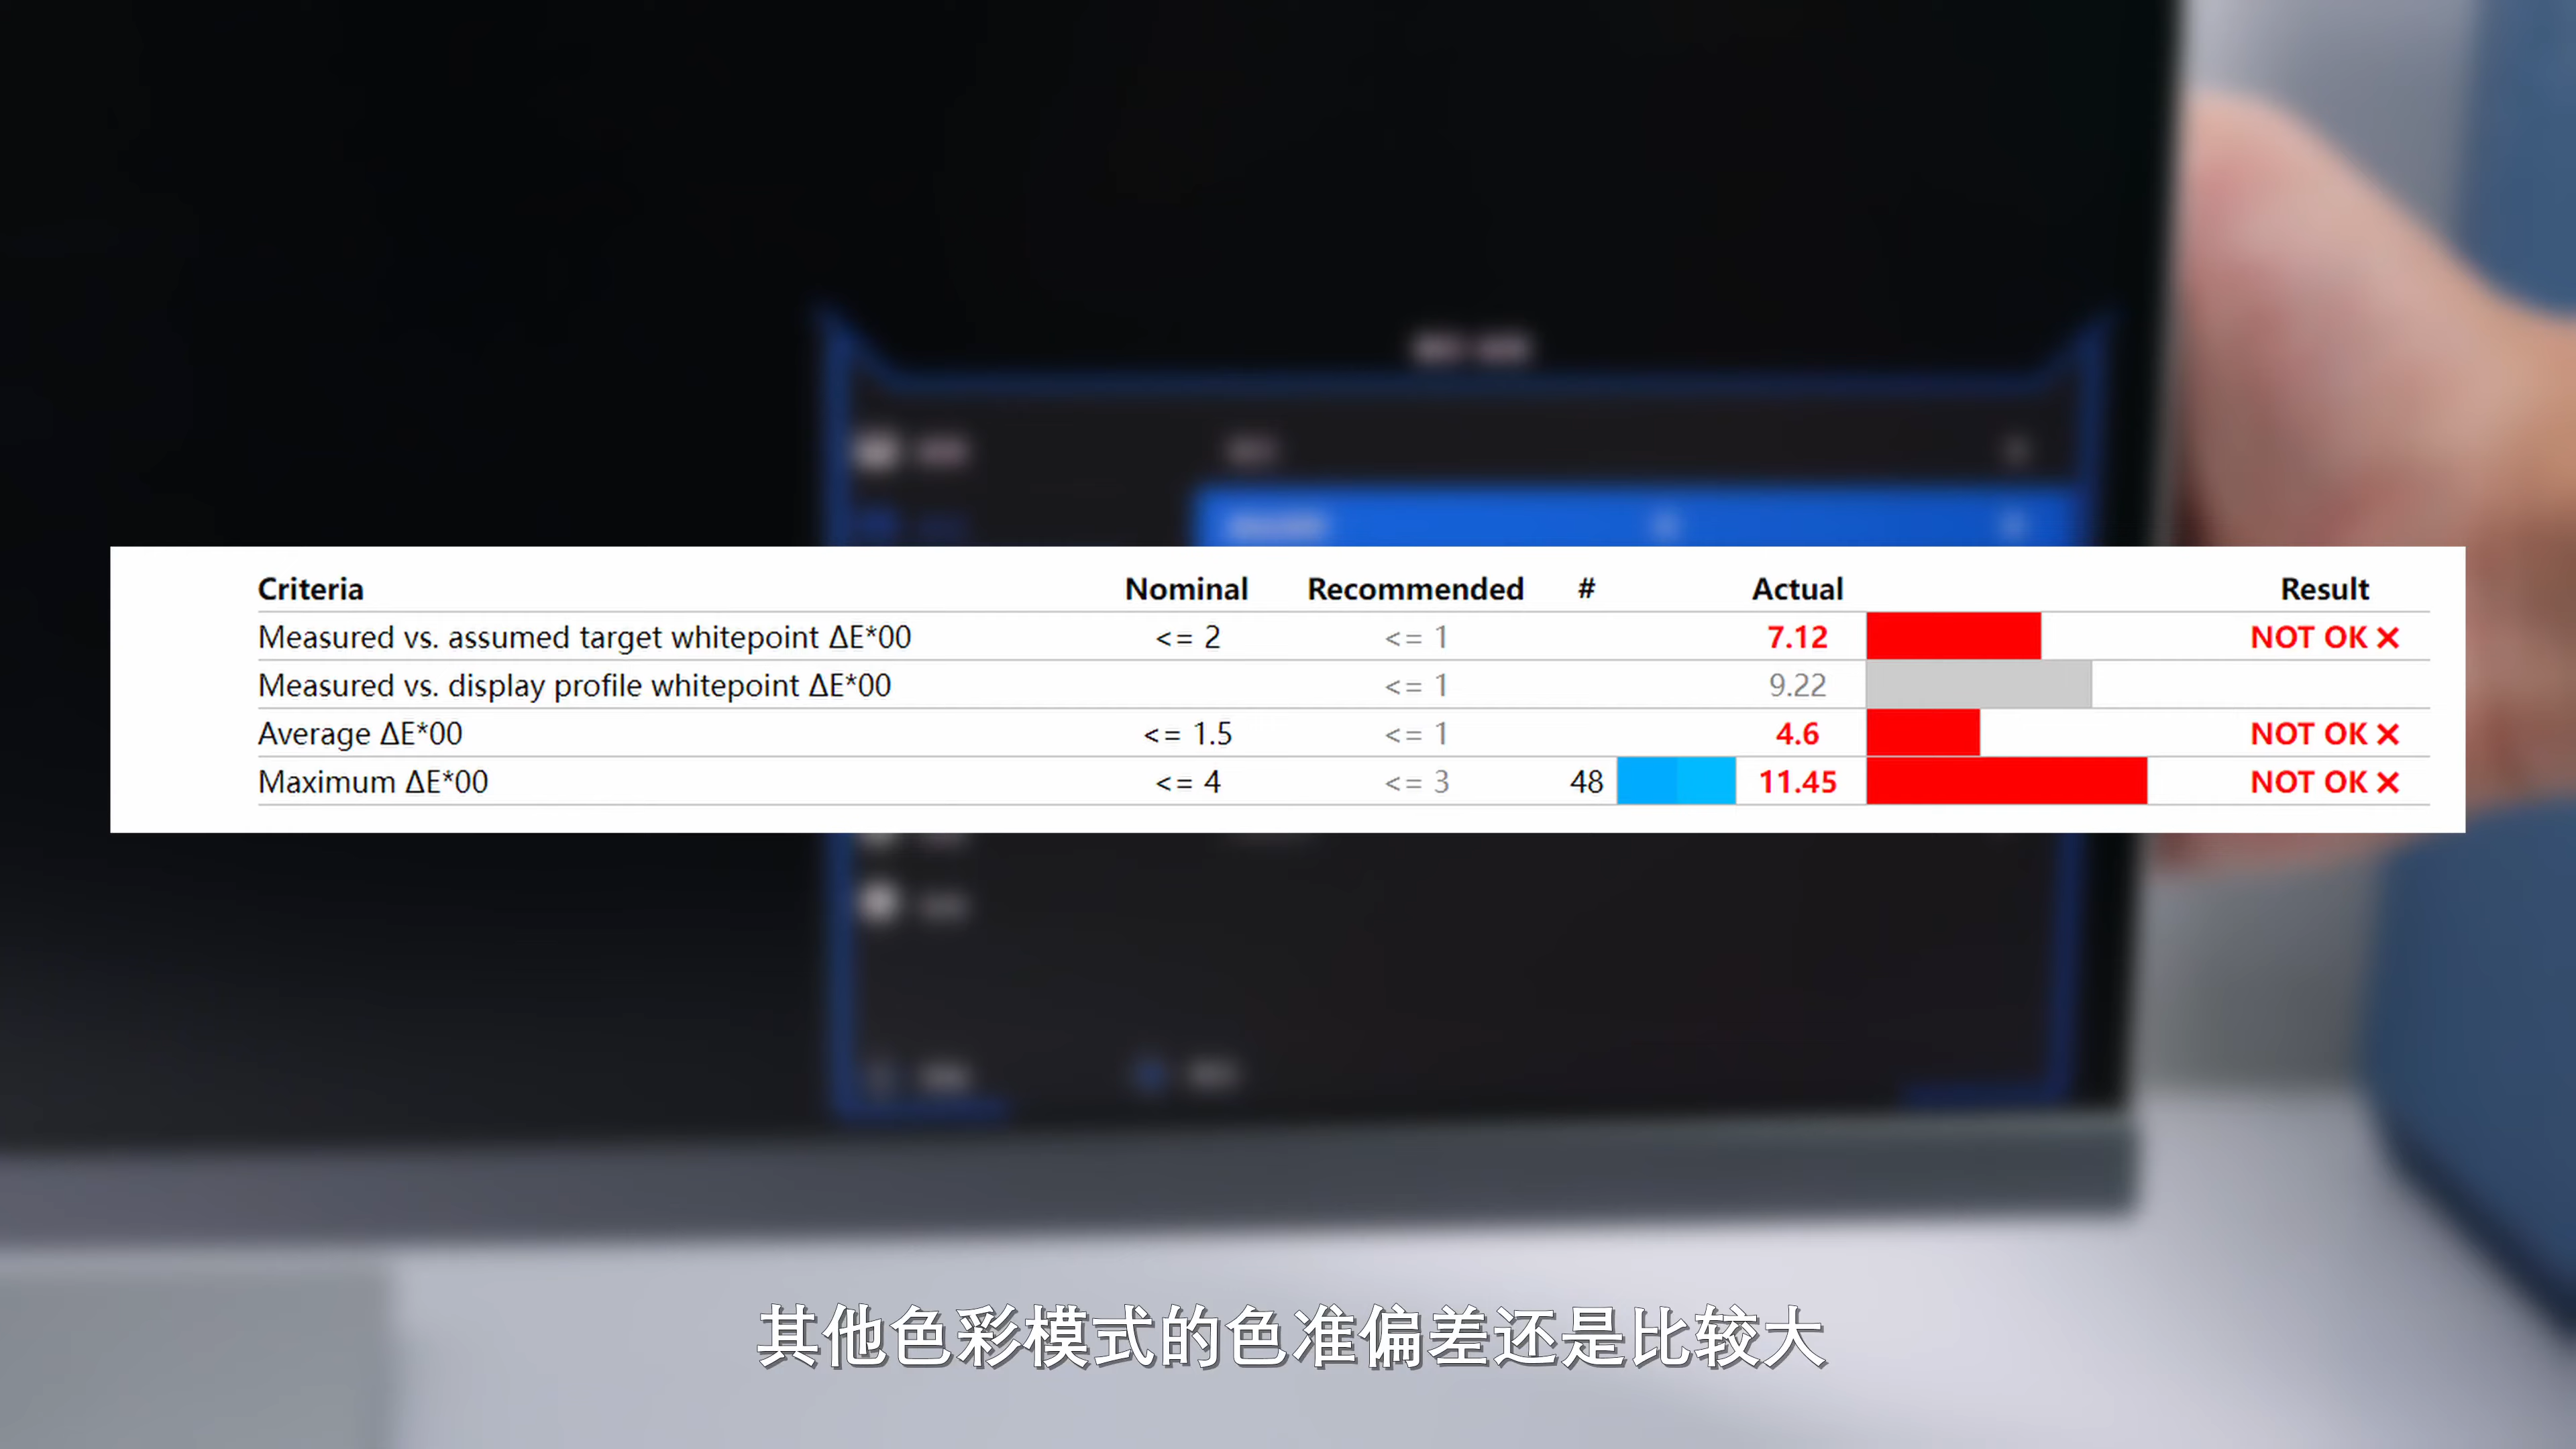 Criteria Nominal Recommended # Actual Result
Measured vs. assumed target whitepoint ΔE*00 <= 2 <= 1 7.12 NOT OK ✕
Measured vs. display profile whitepoint ΔE*00 <= 1 9.22
Average ΔE*00 <= 1.5 <= 1 4.6 NOT OK ✕
Maximum ΔE*00 <= 4 <= 3 48 11.45 NOT OK ✕
其他色彩模式的色准偏差还是比较大